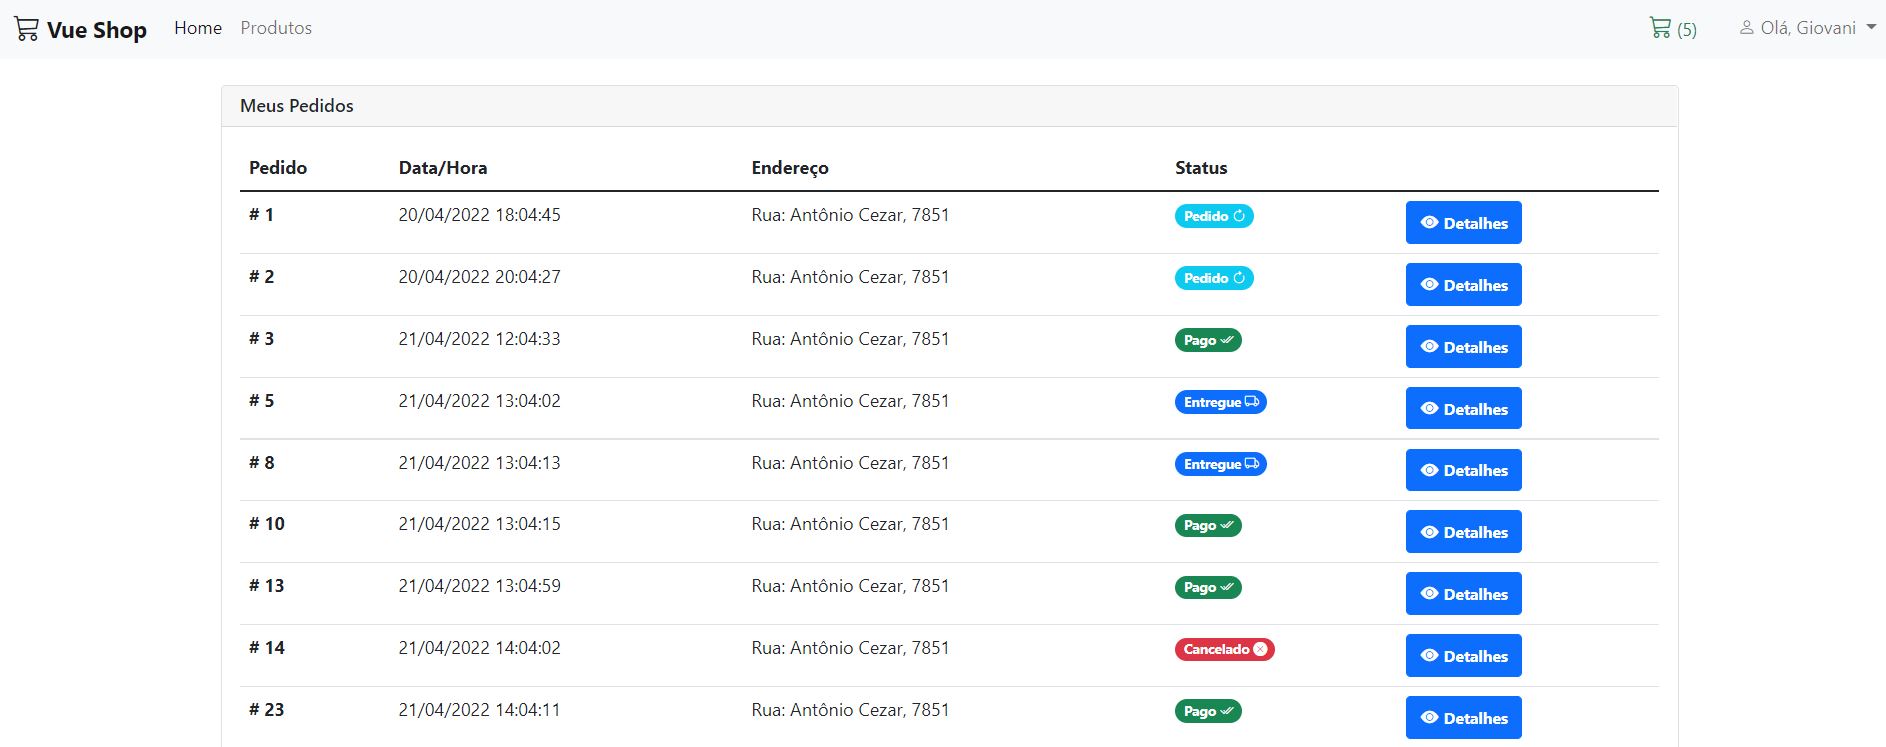 Vue Shop Home Produtos (5) Olá, Giovani
Meus Pedidos
Pedido Data/Hora Endereço Status
# 1 20/04/2022 18:04:45 Rua: Antônio Cezar, 7851 Pedido Detalhes
# 2 20/04/2022 20:04:27 Rua: Antônio Cezar, 7851 Pedido Detalhes
# 3 21/04/2022 12:04:33 Rua: Antônio Cezar, 7851 Pago Detalhes
# 5 21/04/2022 13:04:02 Rua: Antônio Cezar, 7851 Entregue Detalhes
# 8 21/04/2022 13:04:13 Rua: Antônio Cezar, 7851 Entregue Detalhes
# 10 21/04/2022 13:04:15 Rua: Antônio Cezar, 7851 Pago Detalhes
# 13 21/04/2022 13:04:59 Rua: Antônio Cezar, 7851 Pago Detalhes
# 14 21/04/2022 14:04:02 Rua: Antônio Cezar, 7851 Cancelado Detalhes
# 23 21/04/2022 14:04:11 Rua: Antônio Cezar, 7851 Pago Detalhes